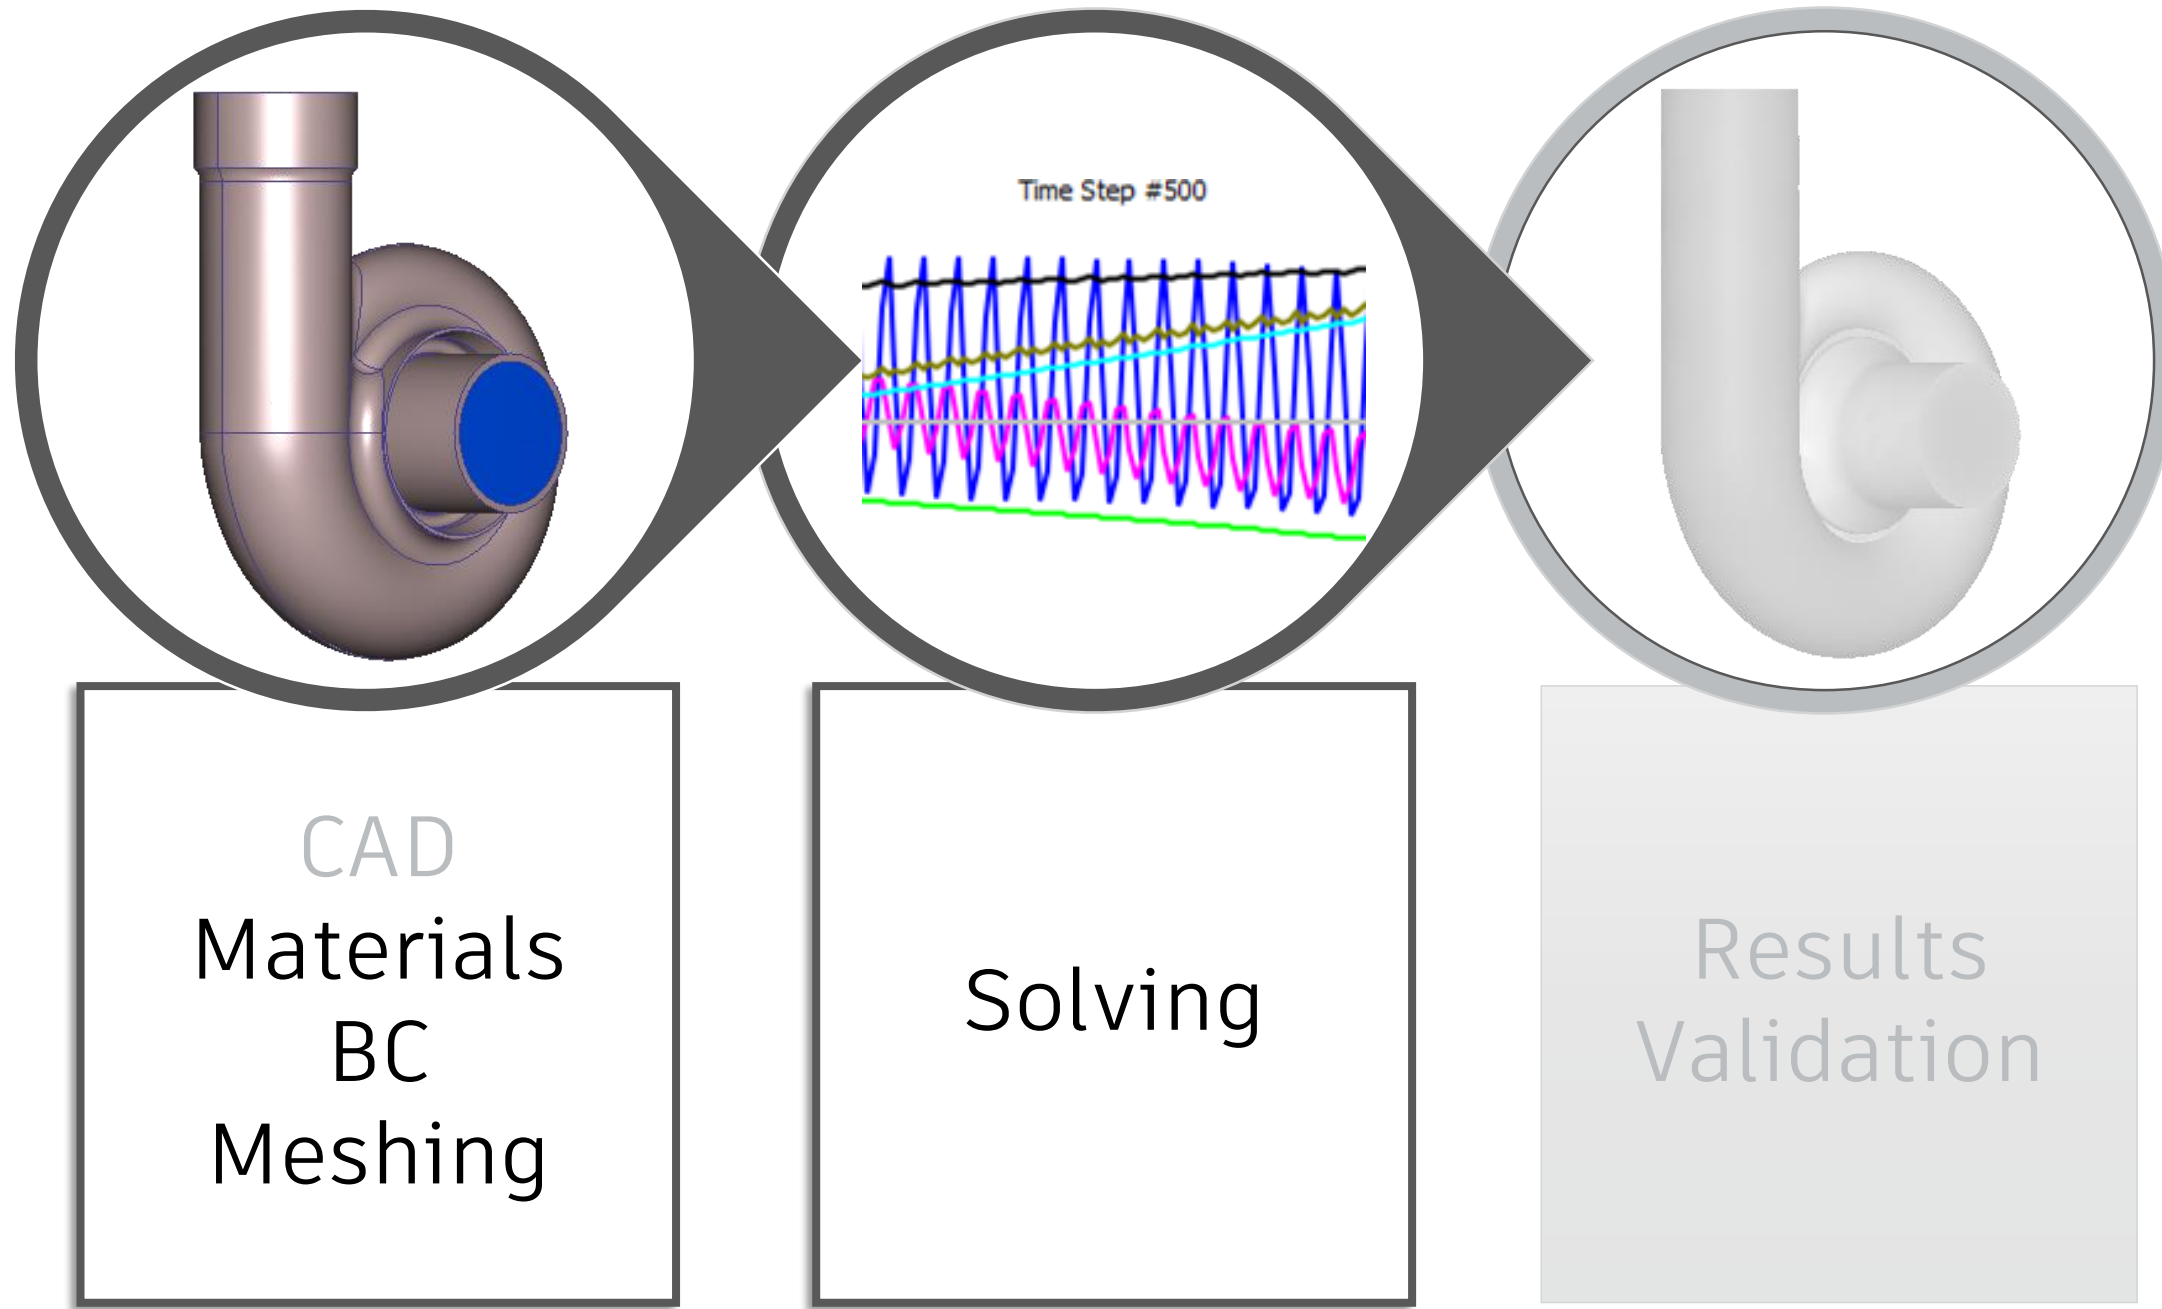 Time Step #500
CAD
Materials
BC
Meshing
Solving
Results
Validation